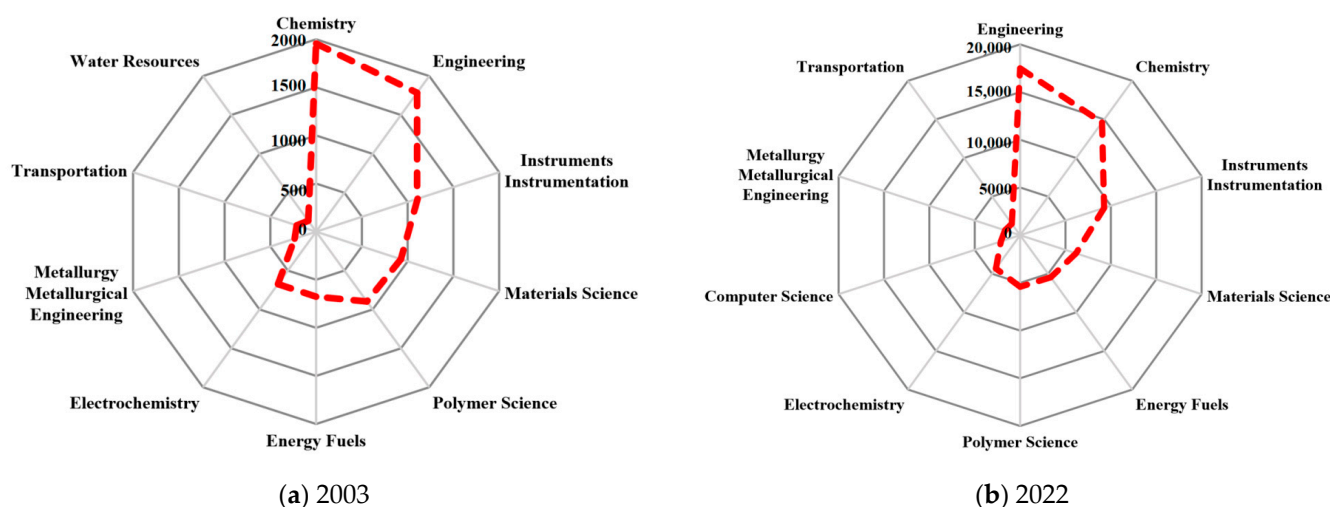 Chemistry
2000
1500
1000
500
0
Engineering
Instruments
Instrumentation
Materials Science
Polymer Science
Energy Fuels
Electrochemistry
Metallurgy
Metallurgical
Engineering
Transportation
Water Resources
(a) 2003
Engineering
20,000
15,000
10,000
5000
0
Chemistry
Instruments
Instrumentation
Materials Science
Energy Fuels
Polymer Science
Electrochemistry
Computer Science
Metallurgy
Metallurgical
Engineering
Transportation
(b) 2022